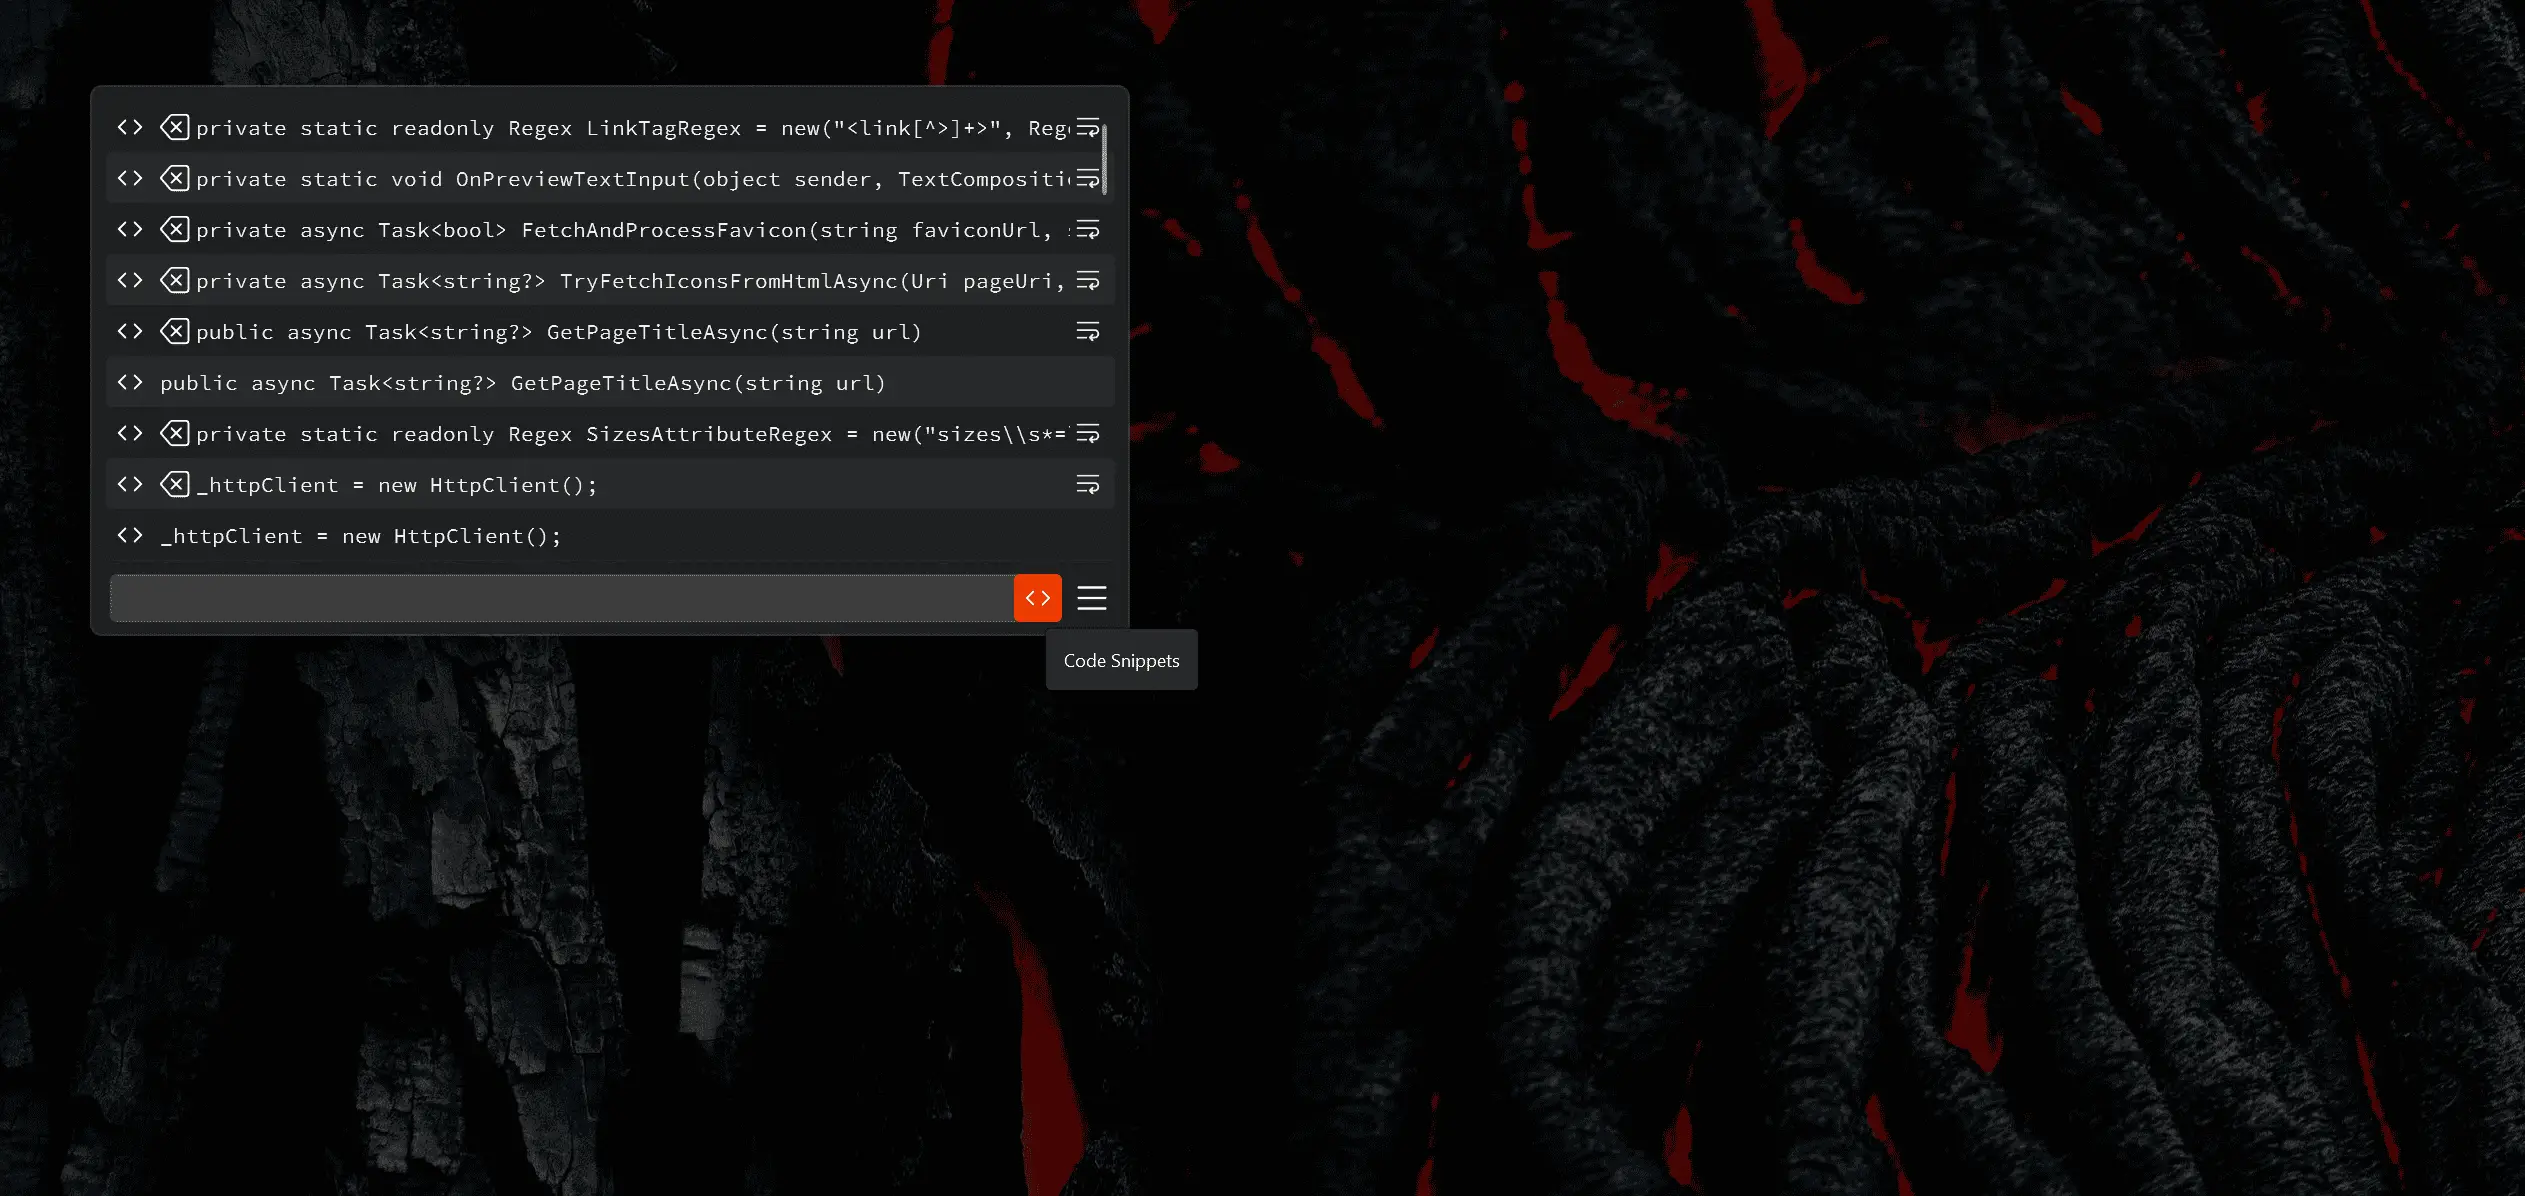 private static readonly Regex LinkTagRegex = new("<link[^>]+>", Reg
private static void OnPreviewTextInput(object sender, TextCompositi
private async Task<bool> FetchAndProcessFavicon(string faviconUrl,
private async Task<string?> TryFetchIconsFromHtmlAsync(Uri pageUri,
public async Task<string?> GetPageTitleAsync(string url)
public async Task<string?> GetPageTitleAsync(string url)
private static readonly Regex SizesAttributeRegex = new("sizes\\s*=
_httpClient = new HttpClient();
_httpClient = new HttpClient();
Code Snippets